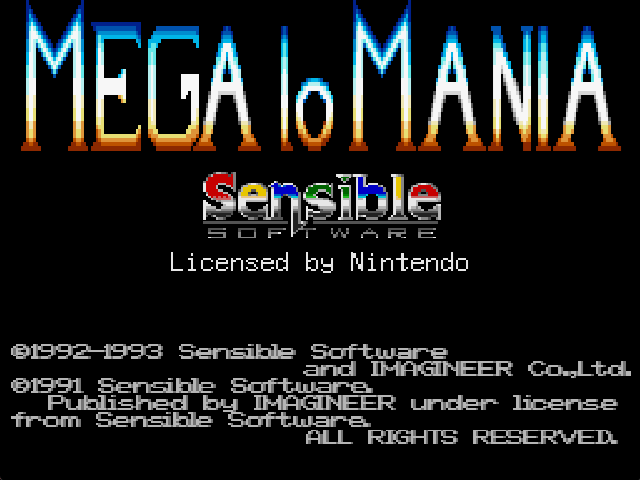 MEGA lo MANIA
Sensible
SOFTWARE
Licensed by Nintendo
©1992-1993 Sensible Software
and IMAGINEER Co.,Ltd.
©1991 Sensible Software.
Published by IMAGINEER under license
from Sensible Software.
ALL RIGHTS RESERVED.